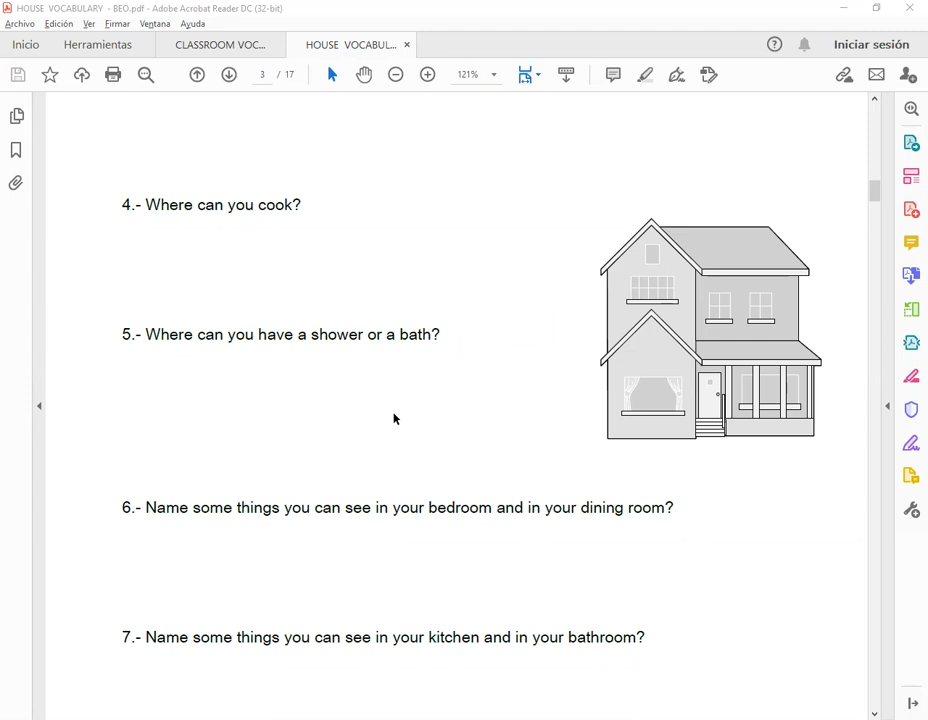 HOUSE VOCABULARY - BEO.pdf - Adobe Acrobat Reader DC (32-bit)
Archivo Edición Ver Firmar Ventana Ayuda
Inicio Herramientas CLASSROOM VOC... HOUSE VOCABUL... × Iniciar sesión
3 / 17 121%
4.- Where can you cook?
5.- Where can you have a shower or a bath?
6.- Name some things you can see in your bedroom and in your dining room?
7.- Name some things you can see in your kitchen and in your bathroom?